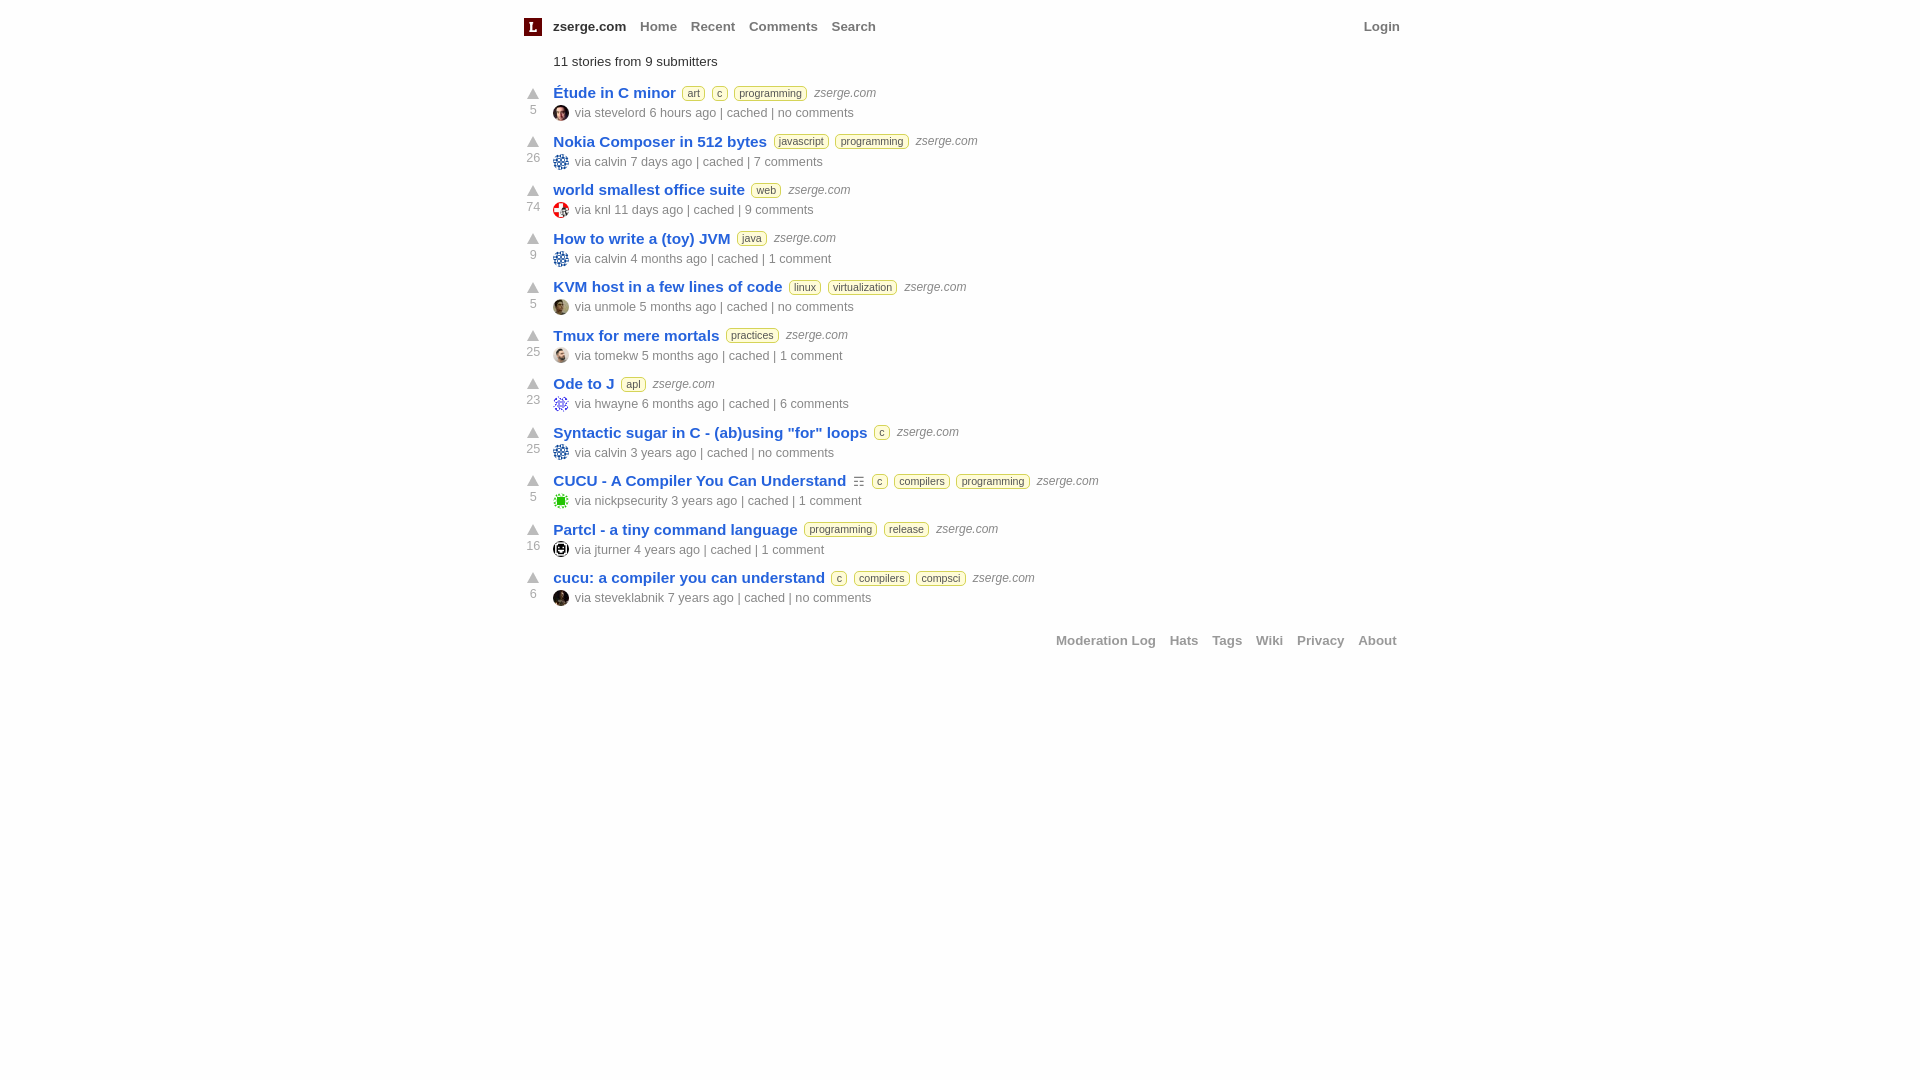 L zserge.com Home Recent Comments Search Login
11 stories from 9 submitters
Étude in C minor art c programming zserge.com
5 via stevelord 6 hours ago | cached | no comments
Nokia Composer in 512 bytes javascript programming zserge.com
26 via calvin 7 days ago | cached | 7 comments
world smallest office suite web zserge.com
74 via knl 11 days ago | cached | 9 comments
How to write a (toy) JVM java zserge.com
9 via calvin 4 months ago | cached | 1 comment
KVM host in a few lines of code linux virtualization zserge.com
5 via unmole 5 months ago | cached | no comments
Tmux for mere mortals practices zserge.com
25 via tomekw 5 months ago | cached | 1 comment
Ode to J apl zserge.com
23 via hwayne 6 months ago | cached | 6 comments
Syntactic sugar in C - (ab)using "for" loops c zserge.com
25 via calvin 3 years ago | cached | no comments
CUCU - A Compiler You Can Understand ☶ c compilers programming zserge.com
5 via nickpsecurity 3 years ago | cached | 1 comment
Partcl - a tiny command language programming release zserge.com
16 via jturner 4 years ago | cached | 1 comment
cucu: a compiler you can understand c compilers compsci zserge.com
6 via steveklabnik 7 years ago | cached | no comments
Moderation Log Hats Tags Wiki Privacy About